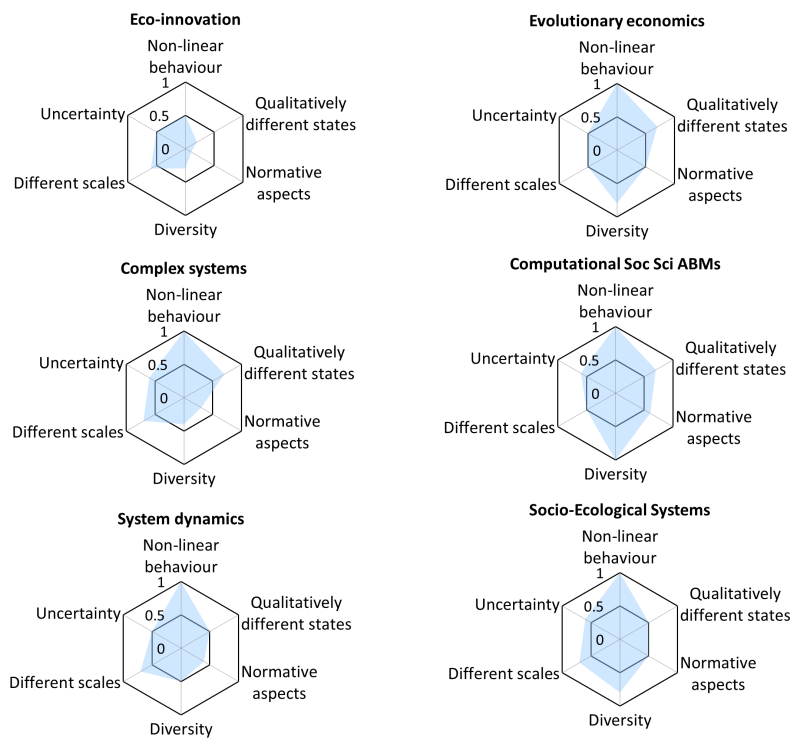 Eco-innovation
Non-linear
behaviour
1
Uncertainty
0.5
Qualitatively
different states
0
Different scales
Normative
aspects
Diversity
Evolutionary economics
Non-linear
behaviour
1
Uncertainty
0.5
Qualitatively
different states
0
Different scales
Normative
aspects
Diversity
Complex systems
Non-linear
behaviour
1
Uncertainty
0.5
Qualitatively
different states
0
Different scales
Normative
aspects
Diversity
Computational Soc Sci ABMs
Non-linear
behaviour
1
Uncertainty
0.5
Qualitatively
different states
0
Different scales
Normative
aspects
Diversity
System dynamics
Non-linear
behaviour
1
Uncertainty
0.5
Qualitatively
different states
0
Different scales
Normative
aspects
Diversity
Socio-Ecological Systems
Non-linear
behaviour
1
Uncertainty
0.5
Qualitatively
different states
0
Different scales
Normative
aspects
Diversity